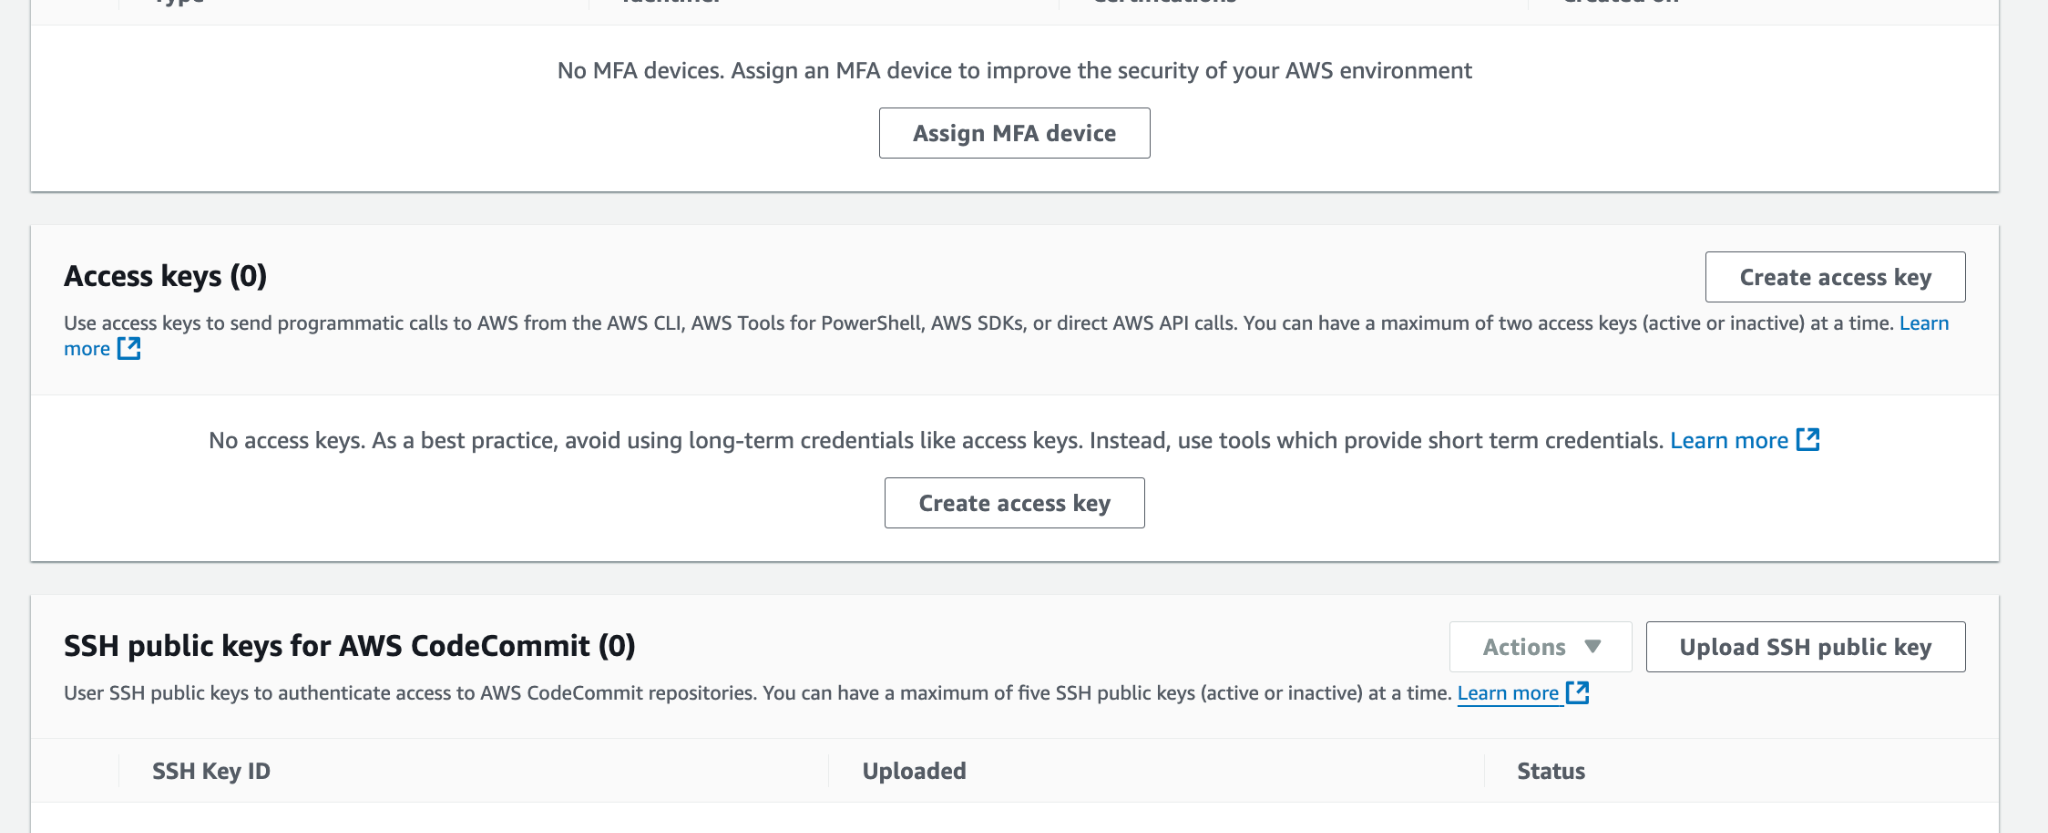 Type Identifier Certifications Created on
No MFA devices. Assign an MFA device to improve the security of your AWS environment
Assign MFA device
Access keys (0)
Create access key
Use access keys to send programmatic calls to AWS from the AWS CLI, AWS Tools for PowerShell, AWS SDKs, or direct AWS API calls. You can have a maximum of two access keys (active or inactive) at a time. Learn
more
No access keys. As a best practice, avoid using long-term credentials like access keys. Instead, use tools which provide short term credentials. Learn more
Create access key
SSH public keys for AWS CodeCommit (0)
Actions
Upload SSH public key
User SSH public keys to authenticate access to AWS CodeCommit repositories. You can have a maximum of five SSH public keys (active or inactive) at a time. Learn more
SSH Key ID Uploaded Status